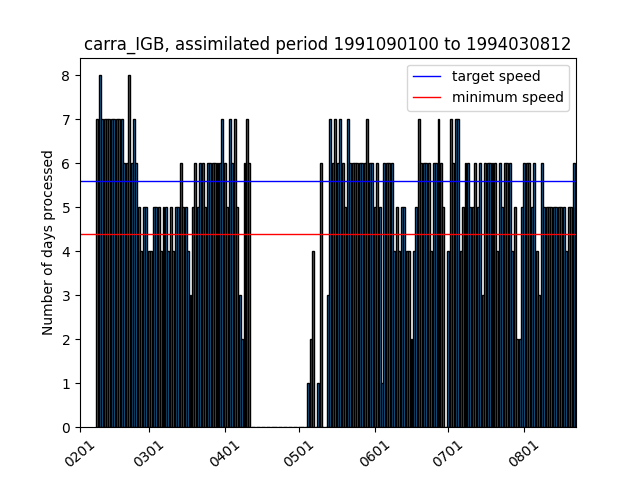 carra_IGB, assimilated period 1991090100 to 1994030812
target speed
minimum speed
Number of days processed
8
7
6
5
4
3
2
1
0
0201 0301 0401 0501 0601 0701 0801